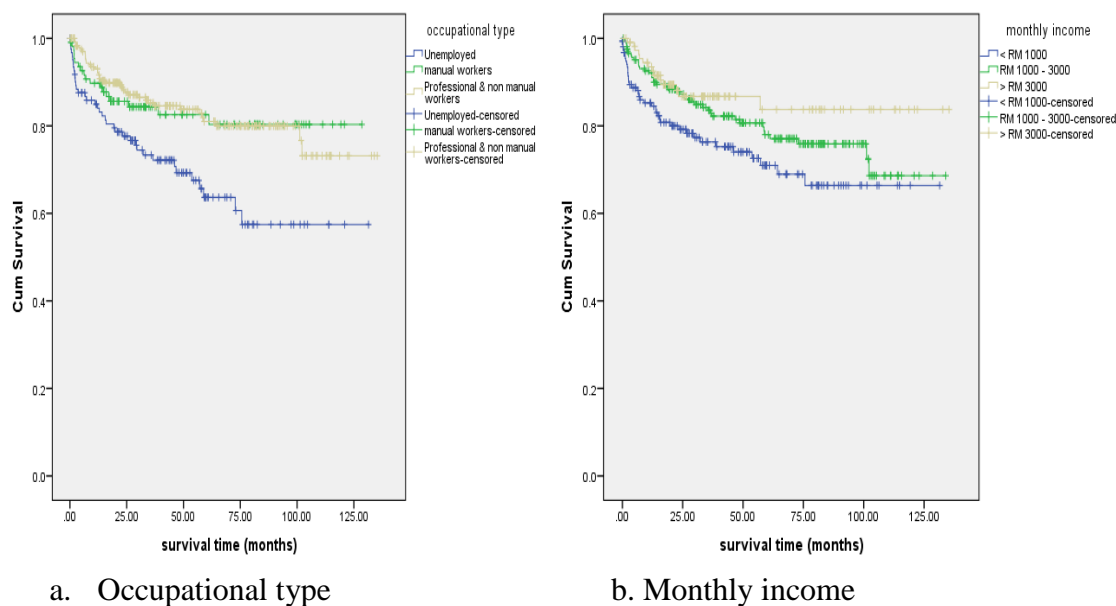 occupational type
Unemployed
manual workers
Professional & non manual
workers
Unemployed-censored
manual workers-censored
Professional & non manual
workers-censored
1.0
0.8
0.6
0.4
0.2
0.0
Cum Survival
.00
25.00
50.00
75.00
100.00
125.00
survival time (months)
a. Occupational type
monthly income
< RM 1000
RM 1000 - 3000
> RM 3000
< RM 1000-censored
RM 1000 - 3000-censored
> RM 3000-censored
1.0
0.8
0.6
0.4
0.2
0.0
Cum Survival
.00
25.00
50.00
75.00
100.00
125.00
survival time (months)
b. Monthly income